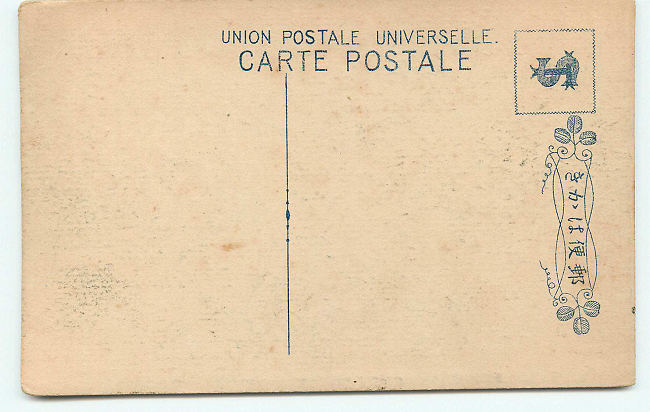 UNION POSTALE UNIVERSELLE.
CARTE POSTALE
郵便はかき